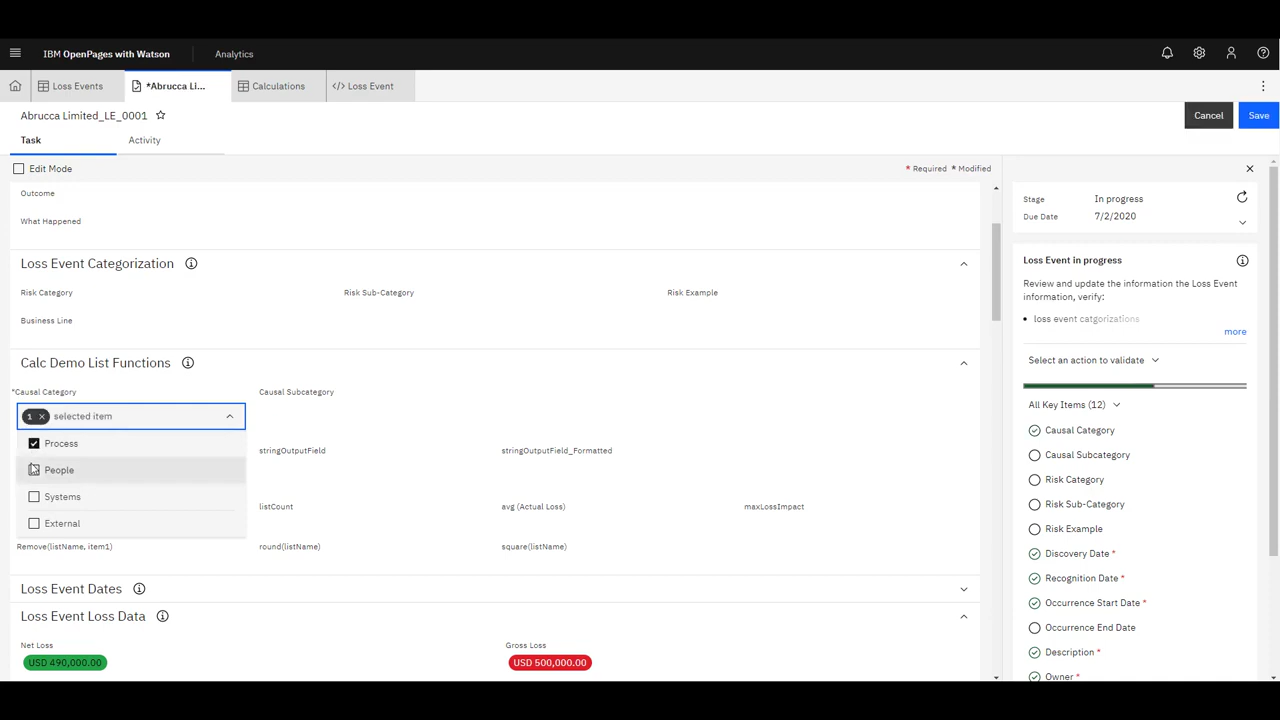 IBM OpenPages with Watson Analytics
Loss Events *Abrucca Li... Calculations </> Loss Event
Abrucca Limited_LE_0001 Cancel Save
Task Activity
Edit Mode * Required * Modified
Outcome
What Happened
Loss Event Categorization
Risk Category Risk Sub-Category Risk Example
Business Line
Calc Demo List Functions
*Causal Category Causal Subcategory
1 × selected item
Process
stringOutputField stringOutputField_Formatted
People
Systems
listCount avg (Actual Loss) maxLossImpact
External
Remove(listName, item1) round(listName) square(listName)
Loss Event Dates
Loss Event Loss Data
Net Loss Gross Loss
USD 490,000.00 USD 500,000.00
Stage In progress
Due Date 7/2/2020
Loss Event in progress
Review and update the information the Loss Event
information, verify:
• loss event catgorizations
more
Select an action to validate
All Key Items (12)
Causal Category
Causal Subcategory
Risk Category
Risk Sub-Category
Risk Example
Discovery Date *
Recognition Date *
Occurrence Start Date *
Occurrence End Date
Description *
Owner *